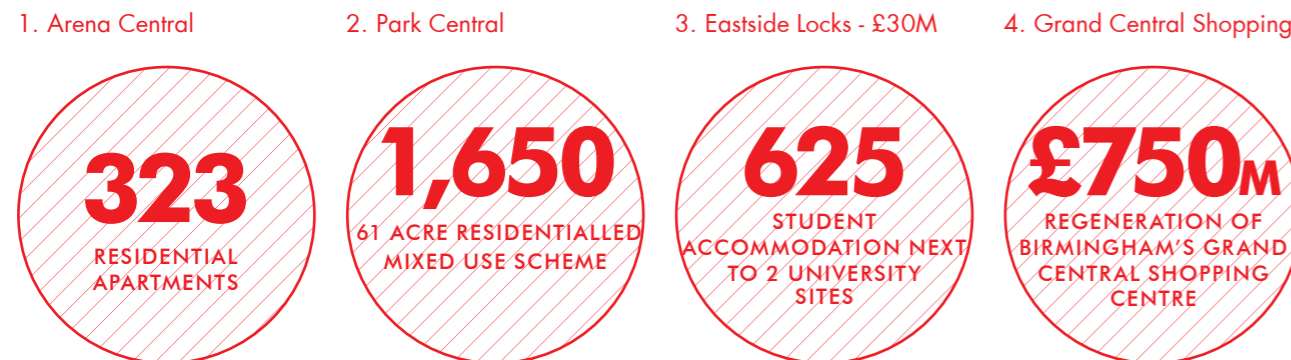 1. Arena Central
323
RESIDENTIAL
APARTMENTS
2. Park Central
1,650
61 ACRE RESIDENTIALLED
MIXED USE SCHEME
3. Eastside Locks - £30M
625
STUDENT
ACCOMMODATION NEXT
TO 2 UNIVERSITY
SITES
4. Grand Central Shopping
£750M
REGENERATION OF
BIRMINGHAM'S GRAND
CENTRAL SHOPPING
CENTRE